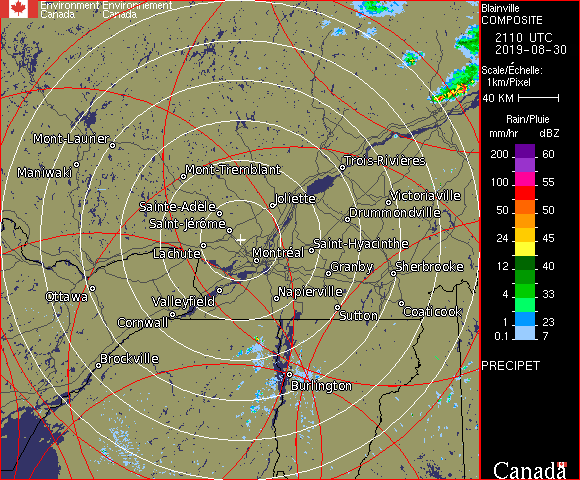 Environment Environnement
Canada Canada
Blainville
COMPOSITE
2110 UTC
2019-08-30
Scale/Échelle:
1km/Pixel
40 KM
Rain/Pluie
mm/hr dBZ
200 60
100 55
50 50
24 45
12 40
4 33
1 23
0.1 7
PRECIPET
Mont-Laurier
Maniwaki
Mont-Tremblant
Trois-Rivières
Joliette
Victoriaville
Sainte-Adèle
Drummondville
Saint-Jérôme
Lachute
Montréal
Saint-Hyacinthe
Granby
Sherbrooke
Ottawa
Valleyfield
Napierville
Cornwall
Sutton
Coaticook
Brockville
Burlington
Canada